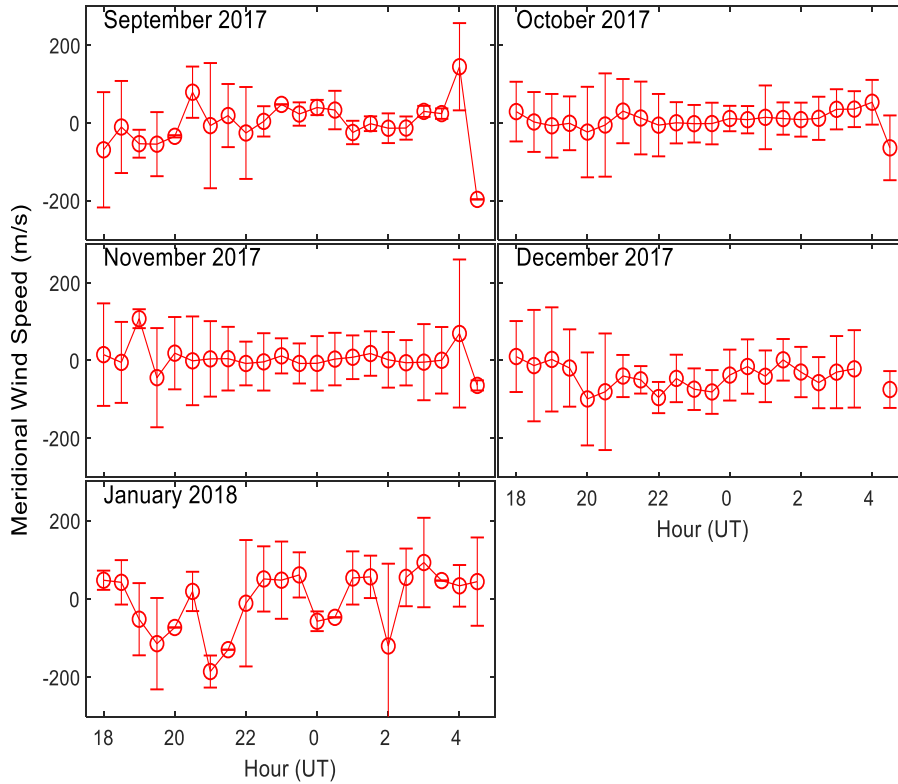 September 2017
October 2017
200
0
-200
November 2017
December 2017
200
0
-200
Meridional Wind Speed (m/s)
January 2018
18 20 22 0 2 4
Hour (UT)
200
0
-200
18 20 22 0 2 4
Hour (UT)